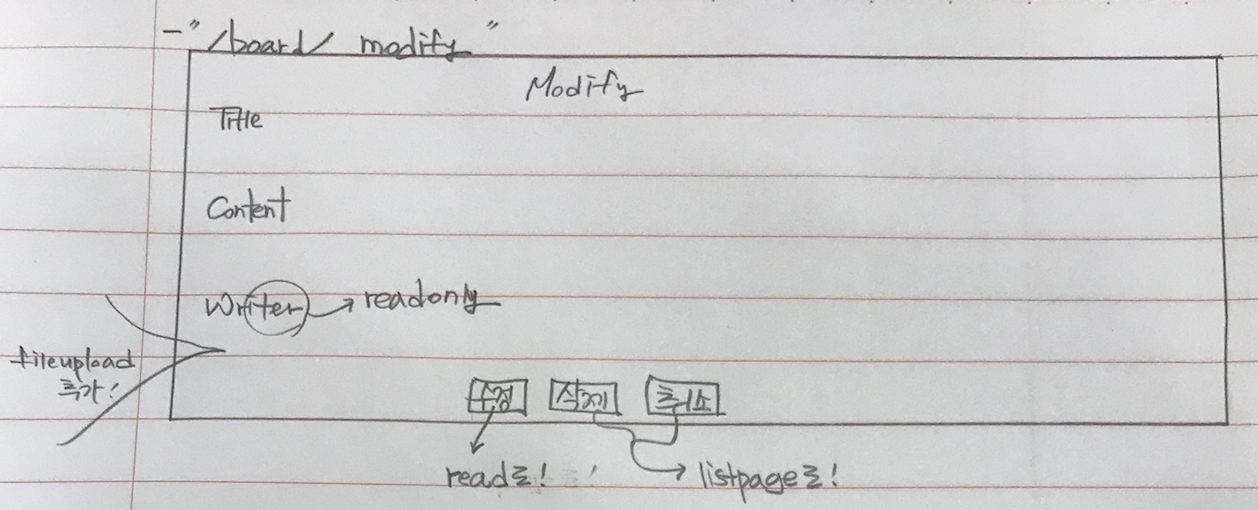 - "/board/ modify"
Modify
Title
Content
Writer → readonly
fileupload
추가!
수정 삭제 취소
read로!
listpage로!